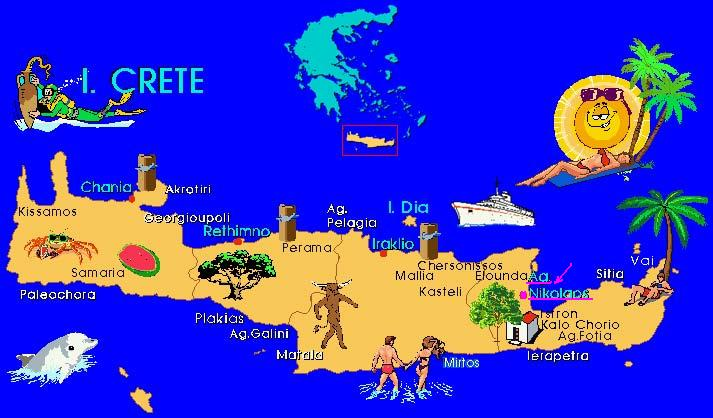 I. CRETE
Chania
Akrotiri
Kissamos
Georgioupoli
Rethimno
Perama
Ag.
Pelagia
I. Dia
Iraklio
Samaria
Paleochora
Plakias
Ag.Galini
Matala
Chersonissos
Mallia
Kasteli
Elounda
Ag.
Nikolaos
Vai
Sitia
Istron
Kalo Chorio
Ag.Fotia
Ierapetra
Mirtos